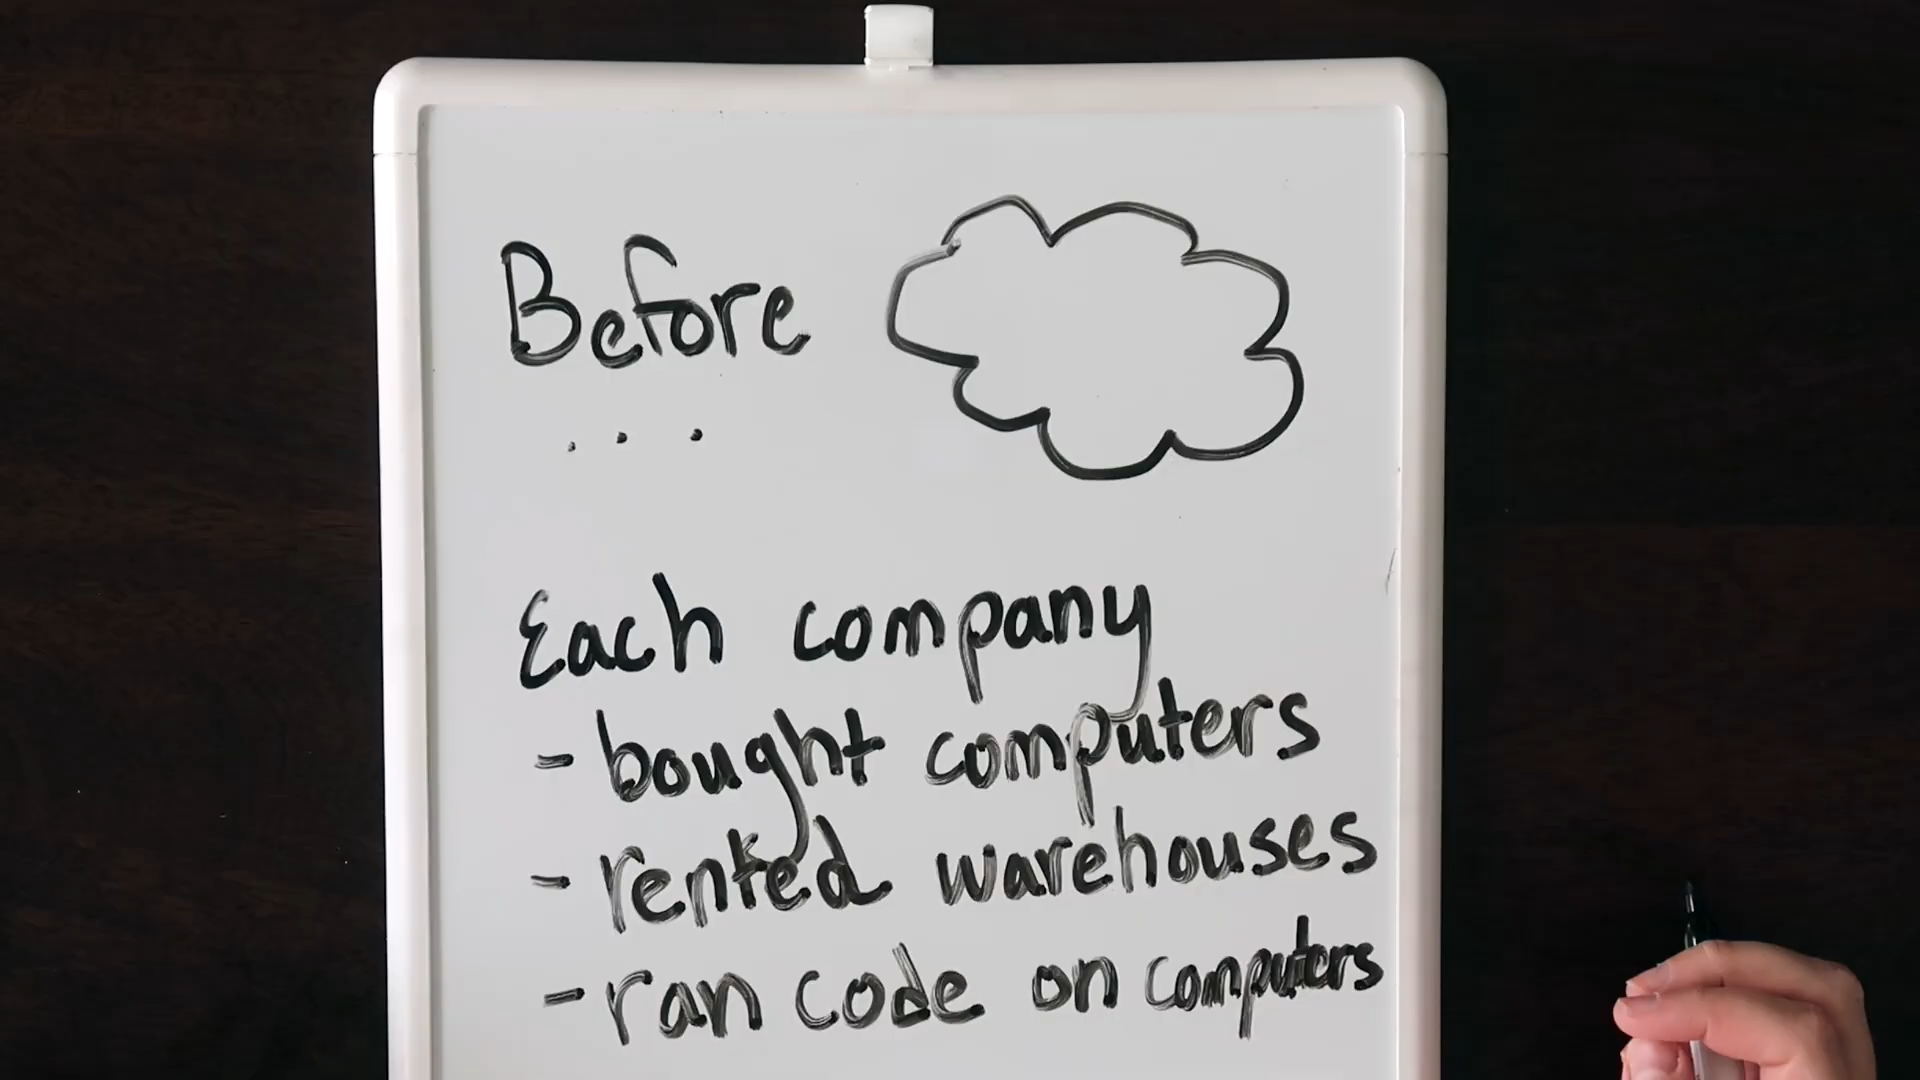 Before
...
Each company
- bought computers
- rented warehouses
- ran code on computers